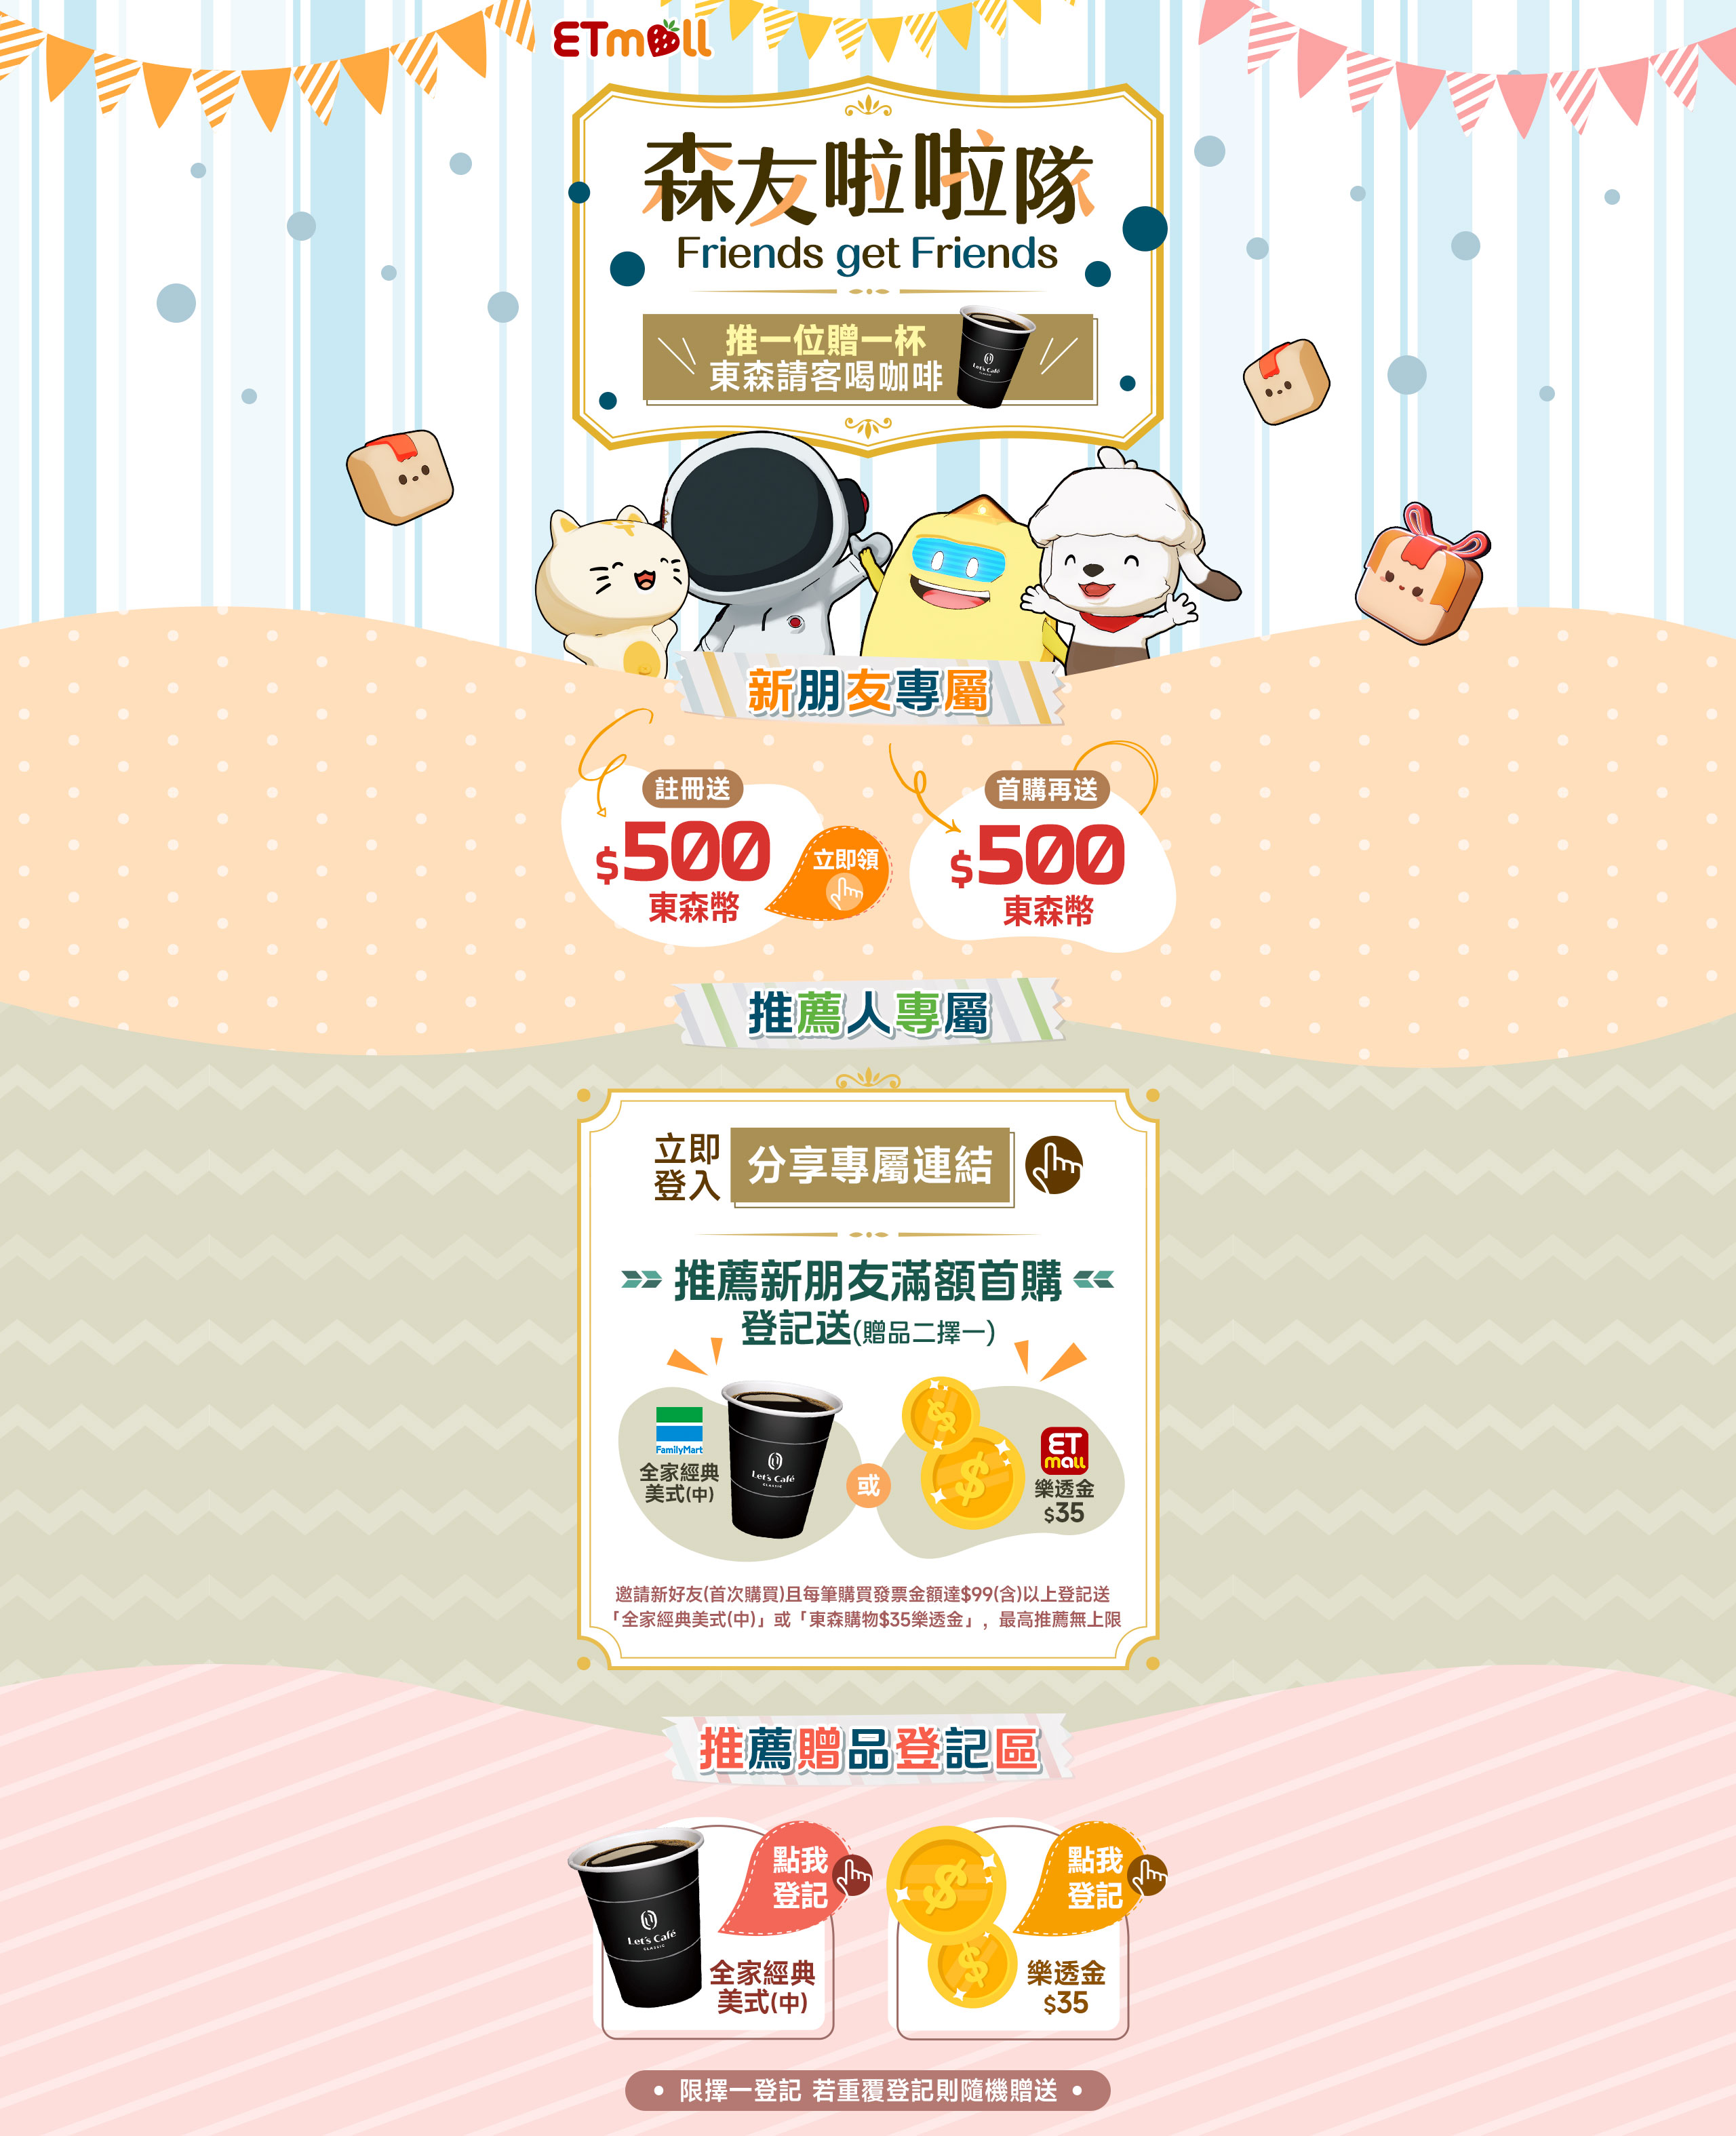 ETmall
森友啦啦隊
Friends get Friends
推一位贈一杯
東森請客喝咖啡
Let's Café
CLASSIC
新朋友專屬
註冊送
$500
東森幣
立即領
首購再送
$500
東森幣
推薦人專屬
立即
登入
分享專屬連結
推薦新朋友滿額首購
登記送(贈品二擇一)
FamilyMart
全家經典
美式(中)
Let's Café
CLASSIC
或
ET
mall
樂透金
$35
邀請新好友(首次購買)且每筆購買發票金額達$99(含)以上登記送
「全家經典美式(中)」或「東森購物$35樂透金」，最高推薦無上限
推薦贈品登記區
點我
登記
Let's Café
CLASSIC
全家經典
美式(中)
點我
登記
樂透金
$35
• 限擇一登記 若重覆登記則隨機贈送 •